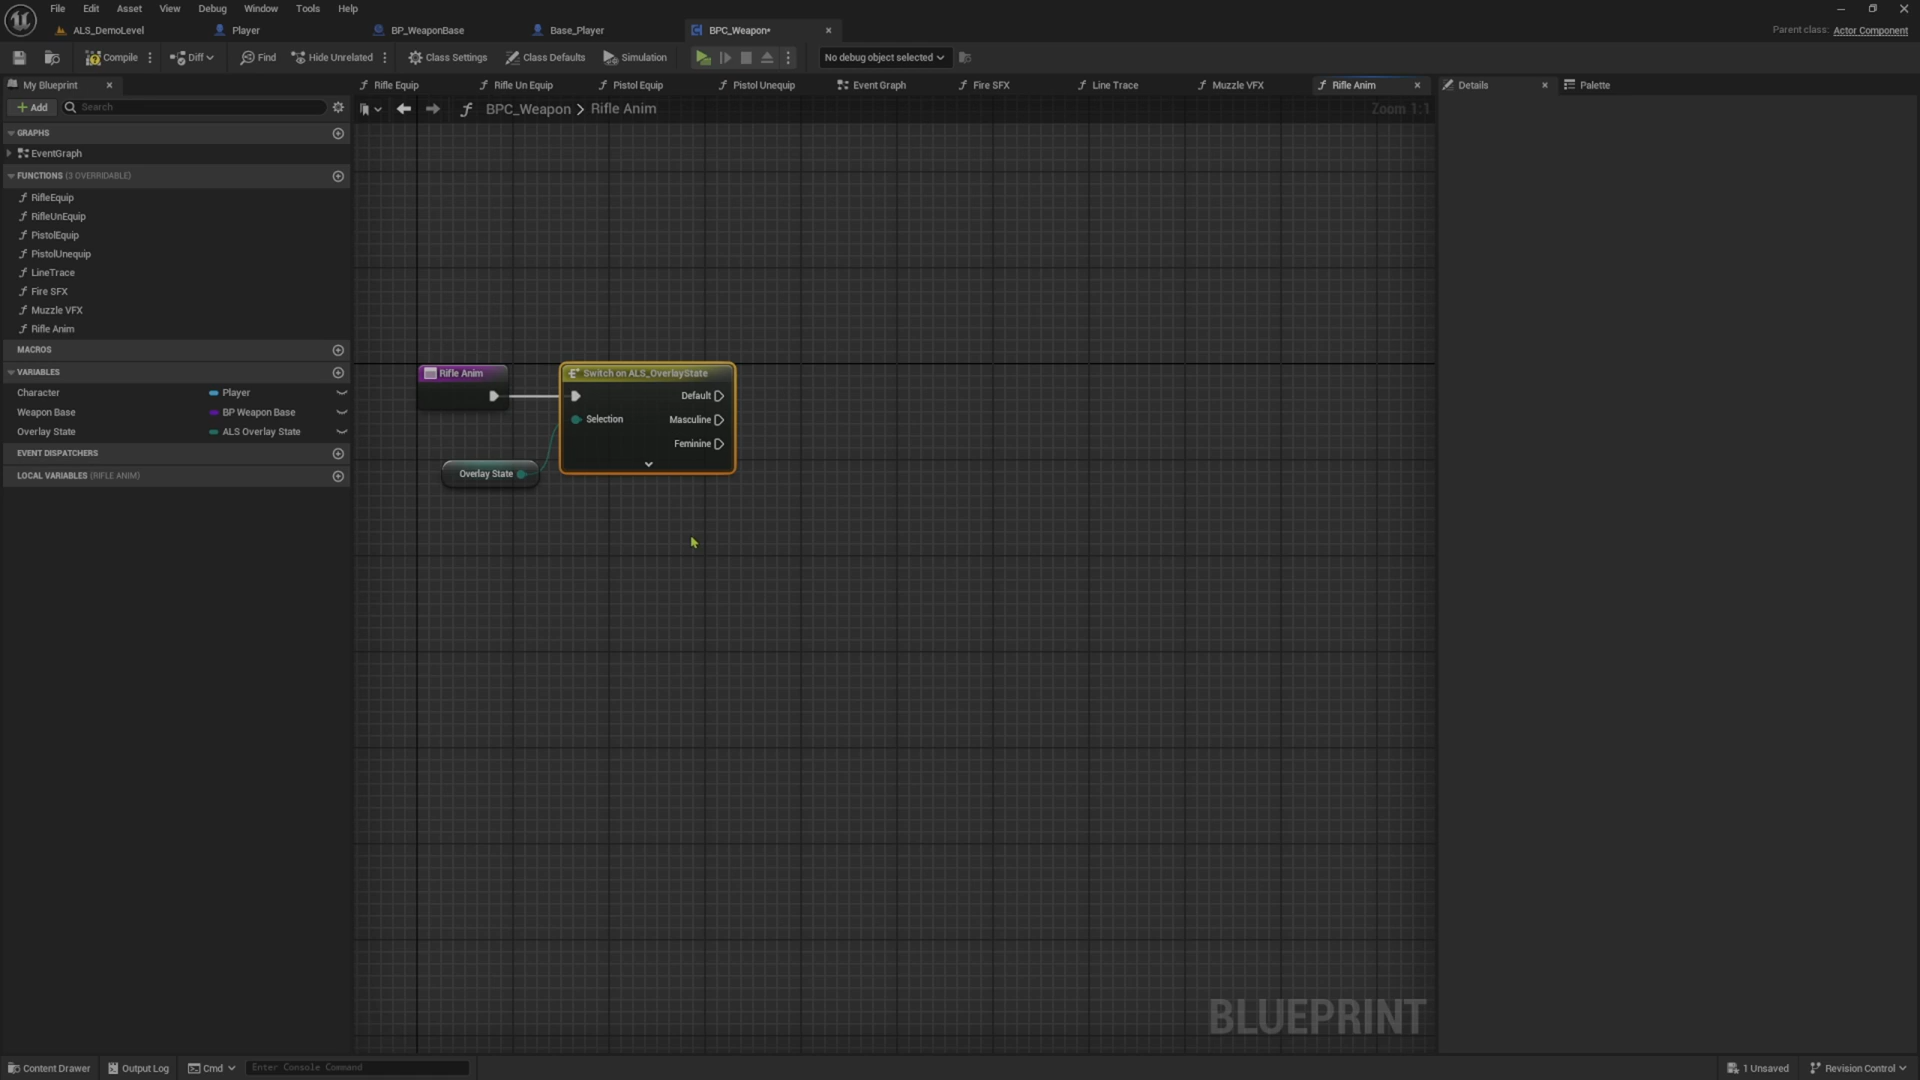 File Edit Asset View Debug Window Tools Help
ALS_DemoLevel Player BP_WeaponBase Base_Player BPC_Weapon•
Parent class: Actor Component
Compile Diff Find Hide Unrelated Class Settings Class Defaults Simulation No debug object selected
My Blueprint
Rifle Equip Rifle Un Equip Pistol Equip Pistol Unequip Event Graph Fire SFX Line Trace Muzzle VFX Rifle Anim
Details Palette
+ Add Search
BPC_Weapon > Rifle Anim
Zoom 1:1
GRAPHS
EventGraph
FUNCTIONS (3 OVERRIDABLE)
RifleEquip
RifleUnEquip
PistolEquip
PistolUnequip
LineTrace
Fire SFX
Muzzle VFX
Rifle Anim
MACROS
VARIABLES
Character Player
Weapon Base BP Weapon Base
Overlay State ALS Overlay State
EVENT DISPATCHERS
LOCAL VARIABLES (RIFLE ANIM)
Rifle Anim
Switch on ALS_OverlayState
Default
Selection Masculine
Feminine
Overlay State
BLUEPRINT
Content Drawer Output Log Cmd Enter Console Command
1 Unsaved Revision Control